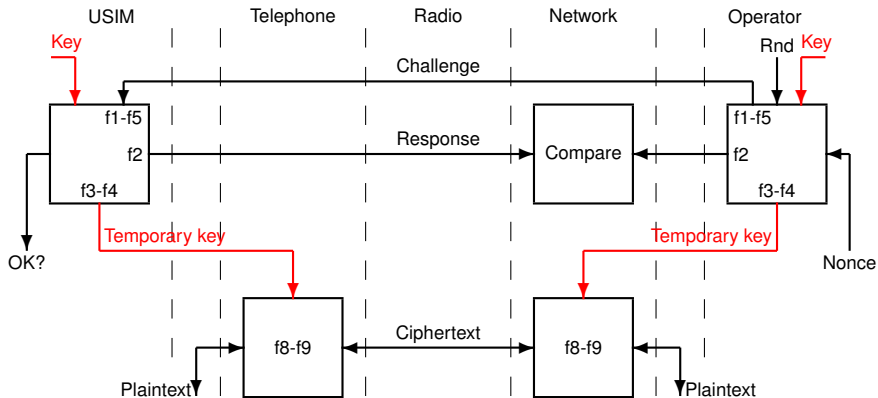 USIM Telephone Radio Network Operator
Key Rnd Key
Challenge
f1-f5 f1-f5
f2 Response Compare f2
f3-f4 f3-f4
Temporary key Temporary key
OK? Nonce
f8-f9 Ciphertext f8-f9
Plaintext Plaintext